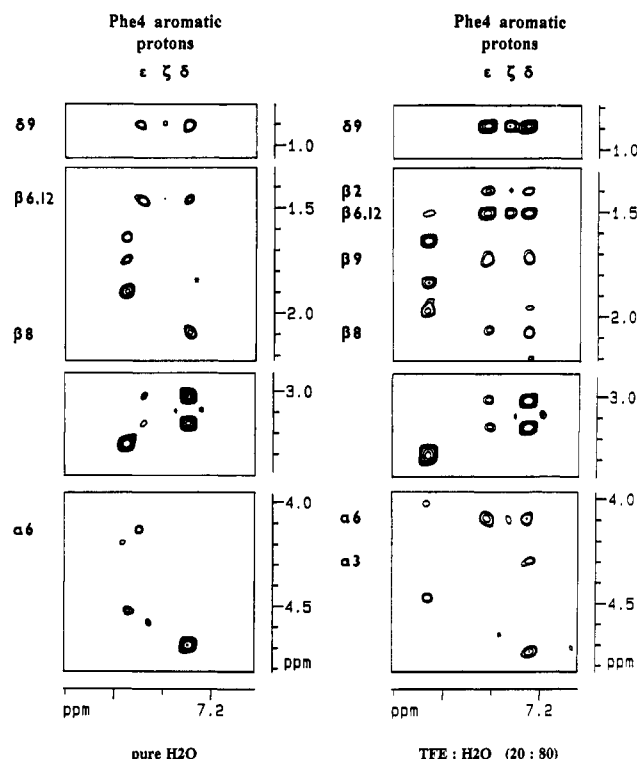 Phe4 aromatic
protons
ε ζ δ
δ9
1.0
β6,12
1.5
2.0
β8
3.0
4.0
α6
4.5
ppm
ppm
7.2
pure H2O
Phe4 aromatic
protons
ε ζ δ
δ9
1.0
β2
β6,12
1.5
β9
2.0
β8
3.0
4.0
α6
α3
4.5
ppm
ppm
7.2
TFE : H2O (20 : 80)